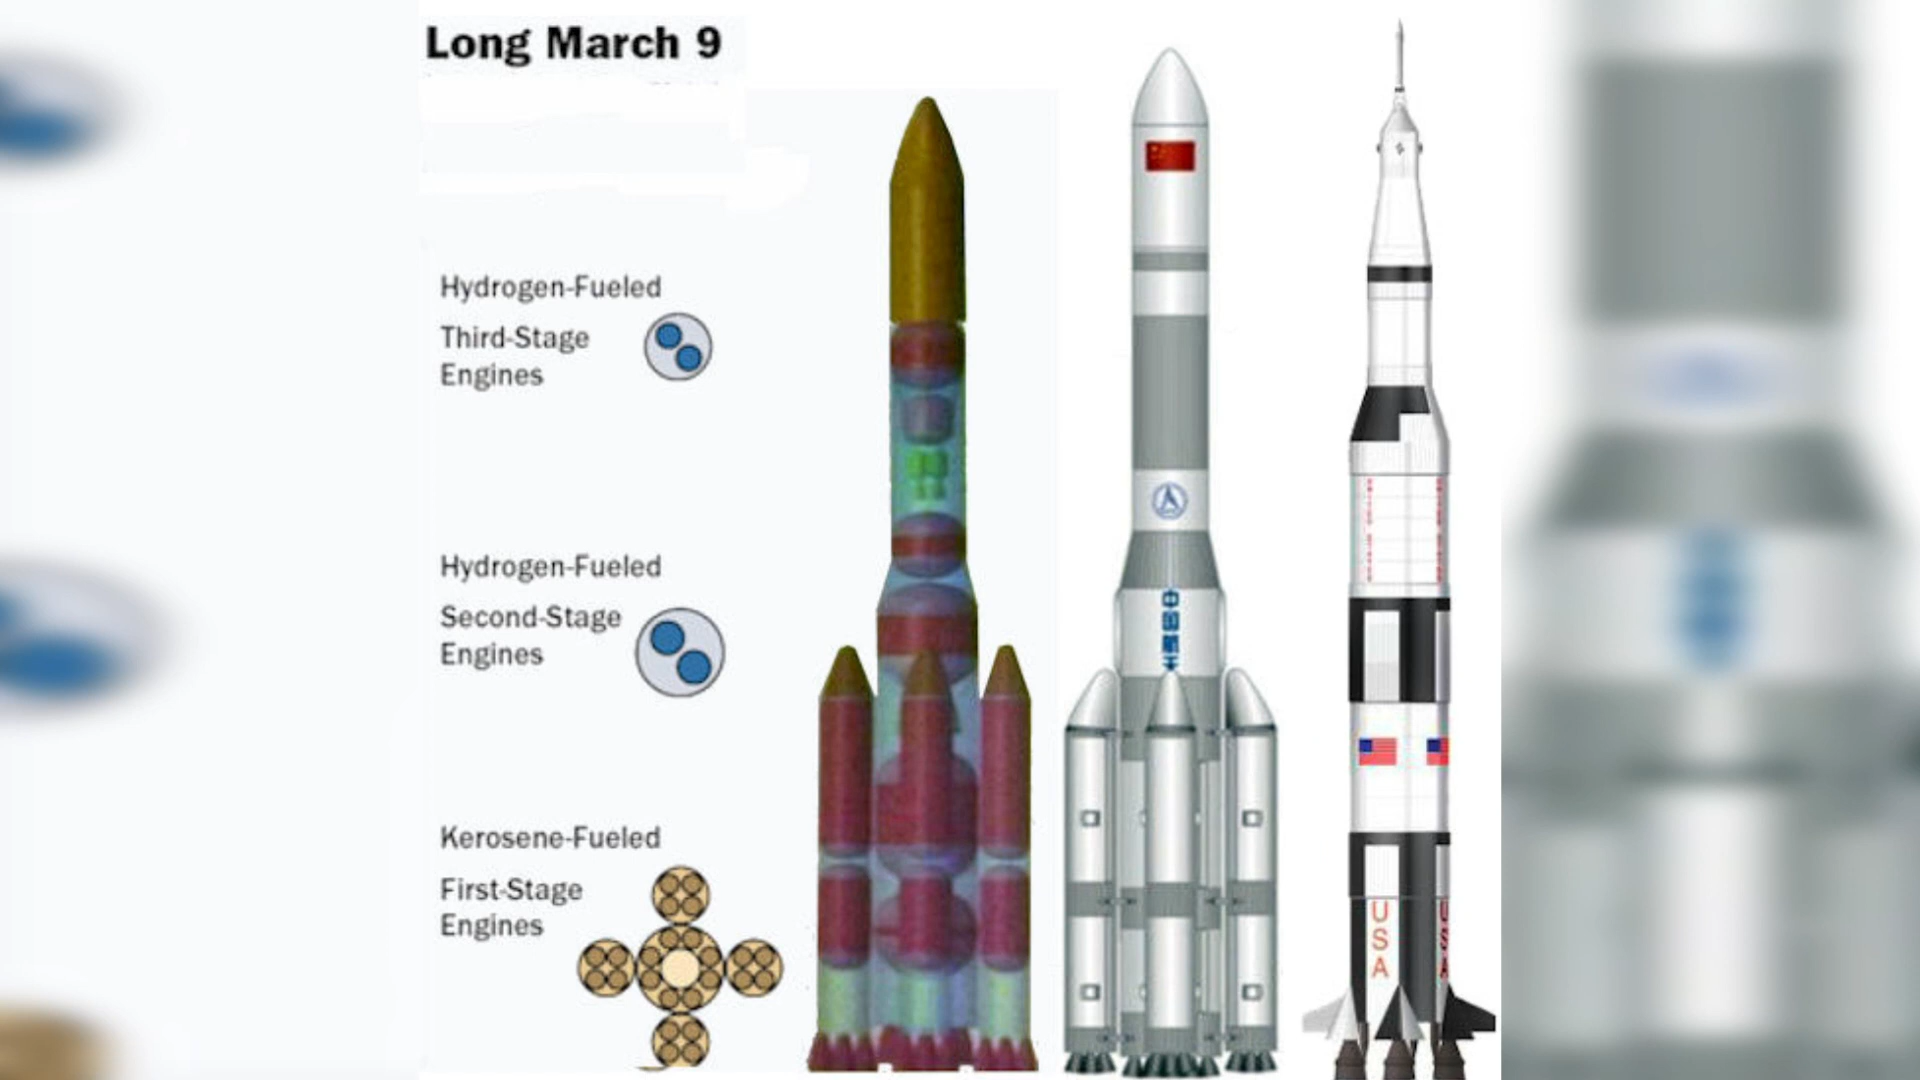 Long March 9
Hydrogen-Fueled
Third-Stage
Engines
Hydrogen-Fueled
Second-Stage
Engines
Kerosene-Fueled
First-Stage
Engines
USA
USA